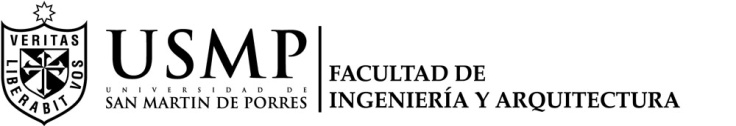 VERITAS
LIBERABIT VOS
USMP
UNIVERSIDAD DE
SAN MARTIN DE PORRES
FACULTAD DE
INGENIERÍA Y ARQUITECTURA